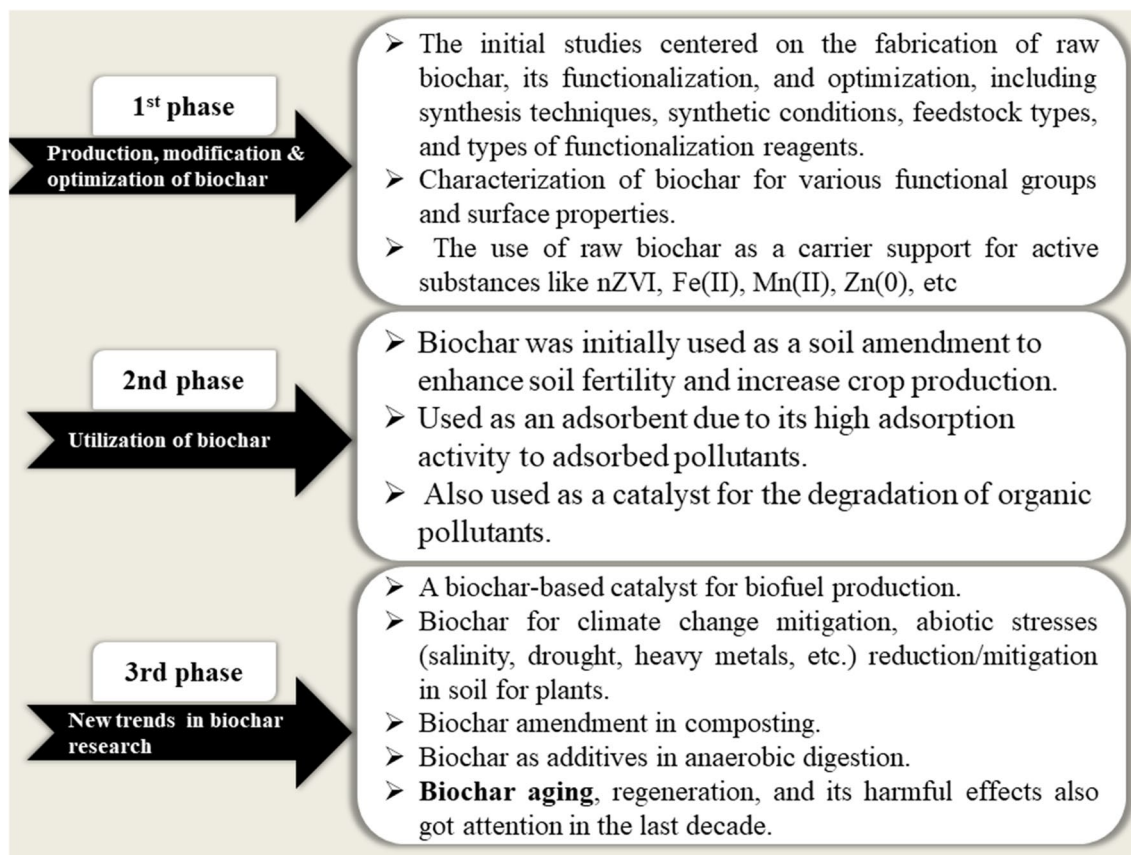 1st phase
Production, modification &
optimization of biochar
➢ The initial studies centered on the fabrication of raw
biochar, its functionalization, and optimization, including
synthesis techniques, synthetic conditions, feedstock types,
and types of functionalization reagents.
➢ Characterization of biochar for various functional groups
and surface properties.
➢ The use of raw biochar as a carrier support for active
substances like nZVI, Fe(II), Mn(II), Zn(0), etc
2nd phase
Utilization of biochar
➢ Biochar was initially used as a soil amendment to
enhance soil fertility and increase crop production.
➢ Used as an adsorbent due to its high adsorption
activity to adsorbed pollutants.
➢ Also used as a catalyst for the degradation of organic
pollutants.
3rd phase
New trends in biochar
research
➢ A biochar-based catalyst for biofuel production.
➢ Biochar for climate change mitigation, abiotic stresses
(salinity, drought, heavy metals, etc.) reduction/mitigation
in soil for plants.
➢ Biochar amendment in composting.
➢ Biochar as additives in anaerobic digestion.
➢ Biochar aging, regeneration, and its harmful effects also
got attention in the last decade.